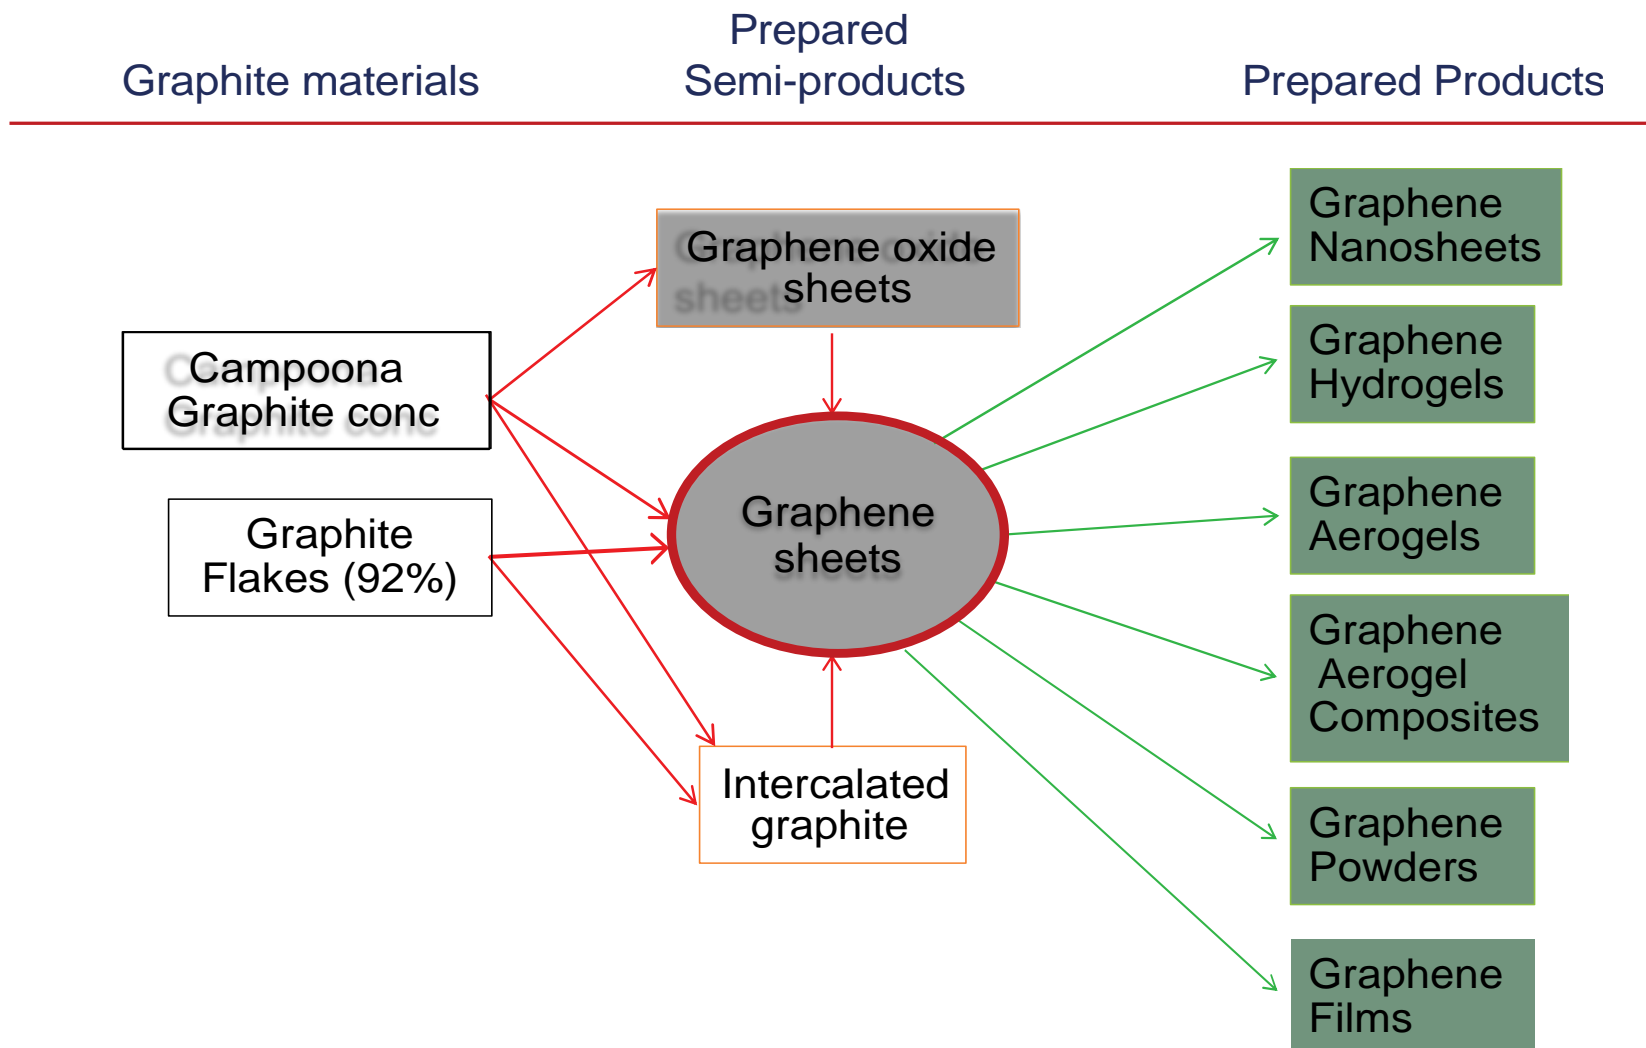 Graphite materials
Prepared
Semi-products
Prepared Products
Campoona
Graphite conc
Graphite
Flakes (92%)
Graphene oxide
sheets
Graphene
sheets
Intercalated
graphite
Graphene
Nanosheets
Graphene
Hydrogels
Graphene
Aerogels
Graphene
Aerogel
Composites
Graphene
Powders
Graphene
Films